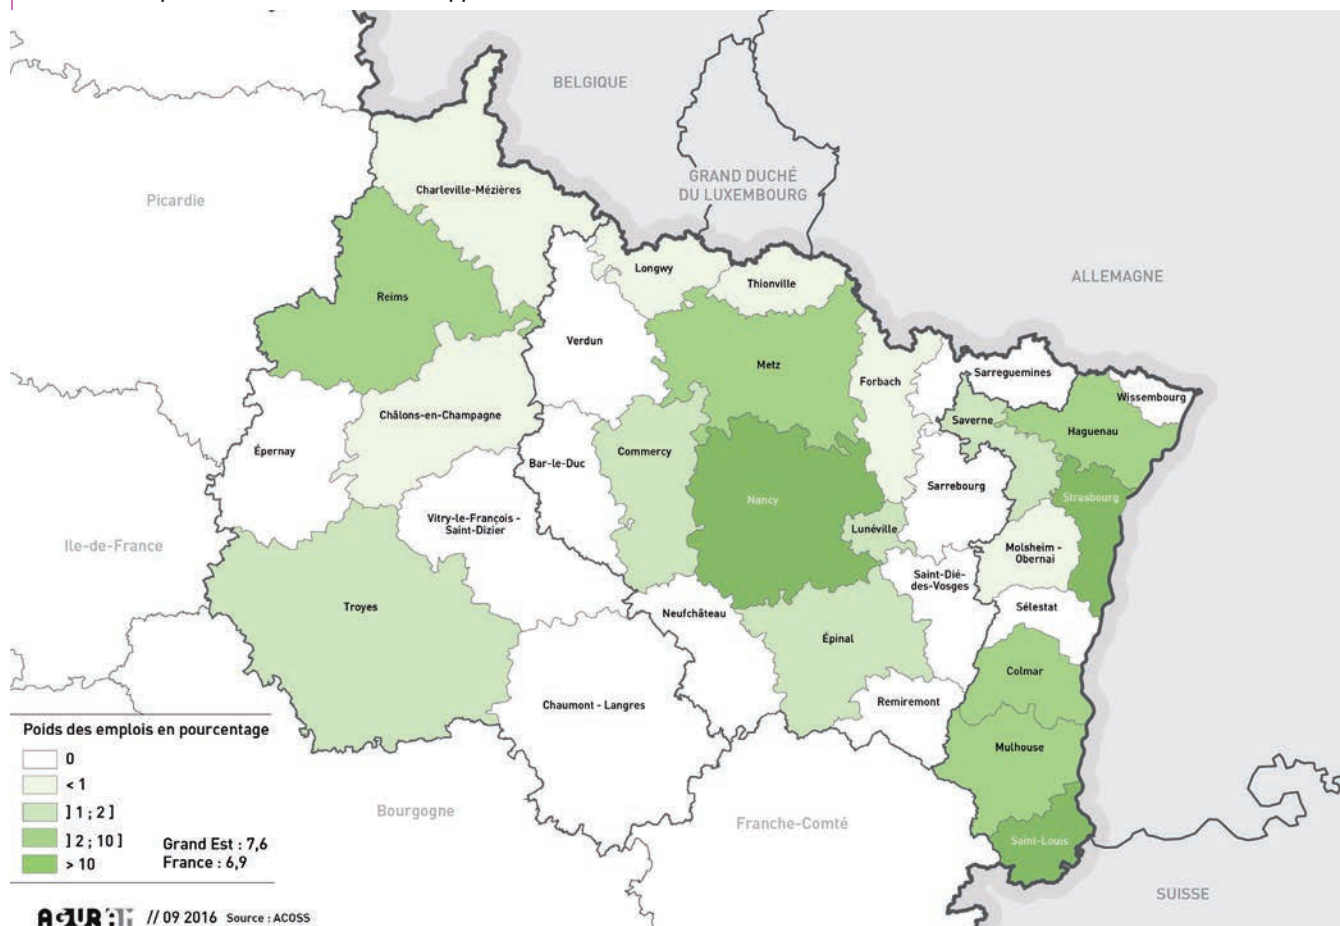 BELGIQUE
GRAND DUCHÉ
DU LUXEMBOURG
Picardie
Charleville-Mézières
ALLEMAGNE
Longwy
Thionville
Reims
Verdun
Metz
Sarreguemines
Forbach
Wissembourg
Châlons-en-Champagne
Saverne
Haguenau
Épernay
Commercy
Bar-le-Duc
Sarrebourg
Nancy
Strasbourg
Vitry-le-François -
Saint-Dizier
Lunéville
Ile-de-France
Molsheim -
Obernai
Saint-Dié-
des-Vosges
Troyes
Neufchâteau
Sélestat
Épinal
Colmar
Chaumont - Langres
Remiremont
Mulhouse
Bourgogne
Franche-Comté
Saint-Louis
SUISSE
Poids des emplois en pourcentage
0
< 1
] 1 ; 2 ]
] 2 ; 10 ]
> 10
Grand Est : 7,6
France : 6,9
// 09 2016 Source : ACOSS